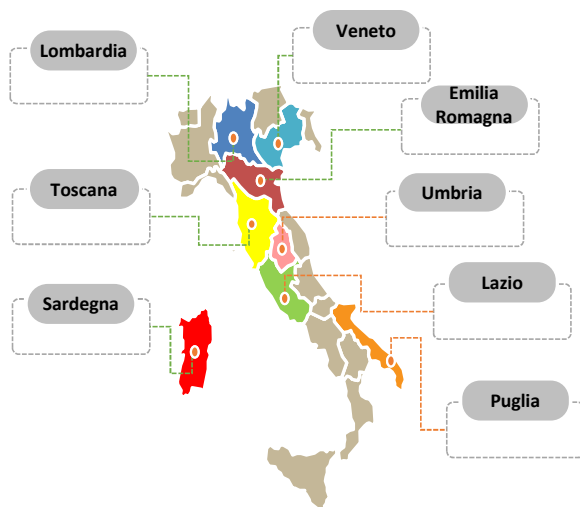 Veneto
Lombardia
Emilia
Romagna
Toscana
Umbria
Lazio
Sardegna
Puglia